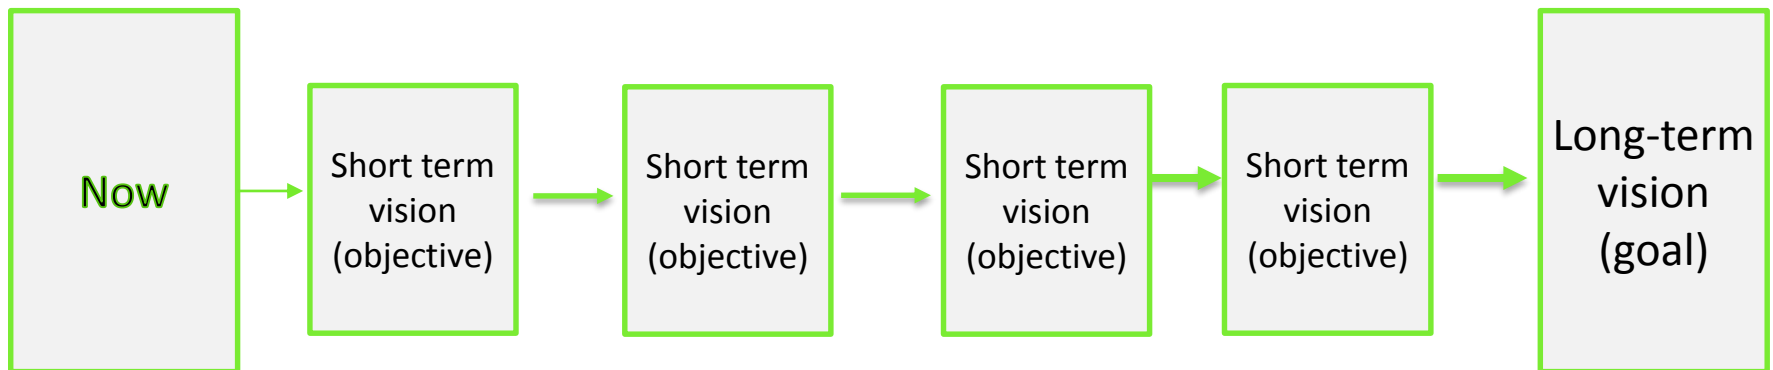 Now
Short term
vision
(objective)
Short term
vision
(objective)
Short term
vision
(objective)
Short term
vision
(objective)
Long-term
vision
(goal)